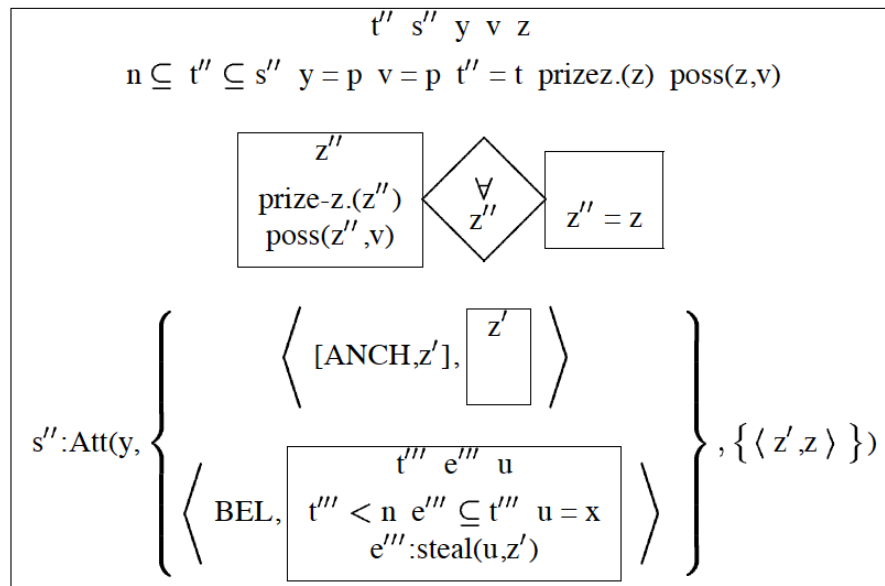 t′′ s′′ y v z
n ⊆ t′′ ⊆ s′′ y = p v = p t′′ = t prizez.(z) poss(z,v)
z′′
prize-z.(z′′)
poss(z′′,v)
∀
z′′
z′′ = z
⟨ [ANCH,z′], z′ ⟩
s′′:Att(y, { } , { ⟨ z′,z ⟩ })
⟨ BEL, ⟩
t′′′ e′′′ u
t′′′ < n e′′′ ⊆ t′′′ u = x
e′′′:steal(u,z′)